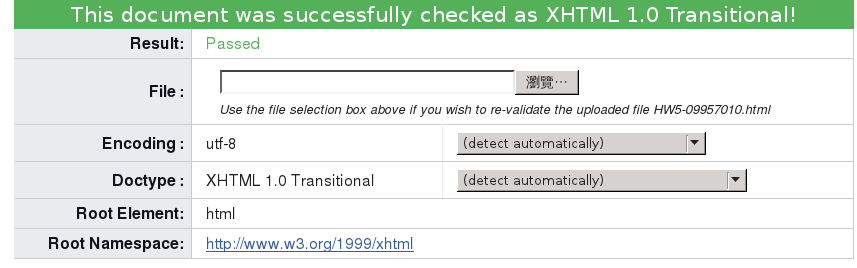 This document was successfully checked as XHTML 1.0 Transitional!
Result: Passed
File : 瀏覽…
Use the file selection box above if you wish to re-validate the uploaded file HW5-09957010.html
Encoding : utf-8 (detect automatically)
Doctype : XHTML 1.0 Transitional (detect automatically)
Root Element: html
Root Namespace: http://www.w3.org/1999/xhtml